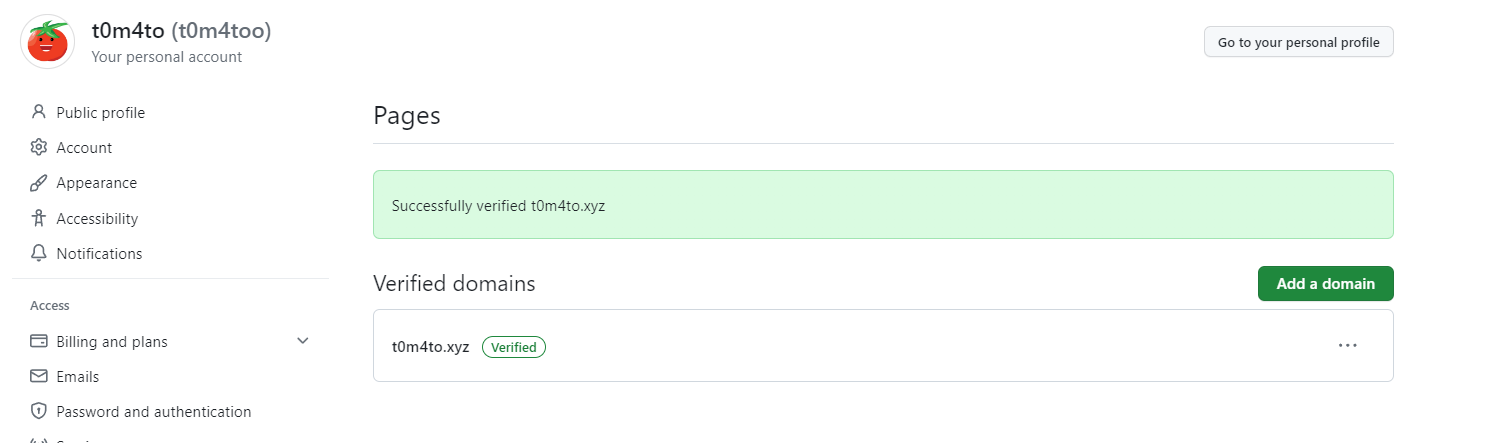 t0m4to (t0m4too)
Your personal account
Go to your personal profile
Public profile
Account
Appearance
Accessibility
Notifications
Access
Billing and plans
Emails
Password and authentication
Pages
Successfully verified t0m4to.xyz
Verified domains
Add a domain
t0m4to.xyz Verified